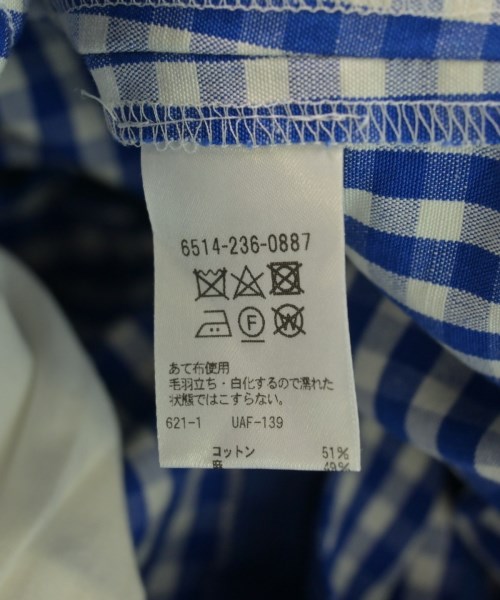 6514-236-0887
F
W
あて布使用
毛羽立ち・白化するので濡れた
状態ではこすらない。
621-1 UAF-139
コットン 51%
麻 49%